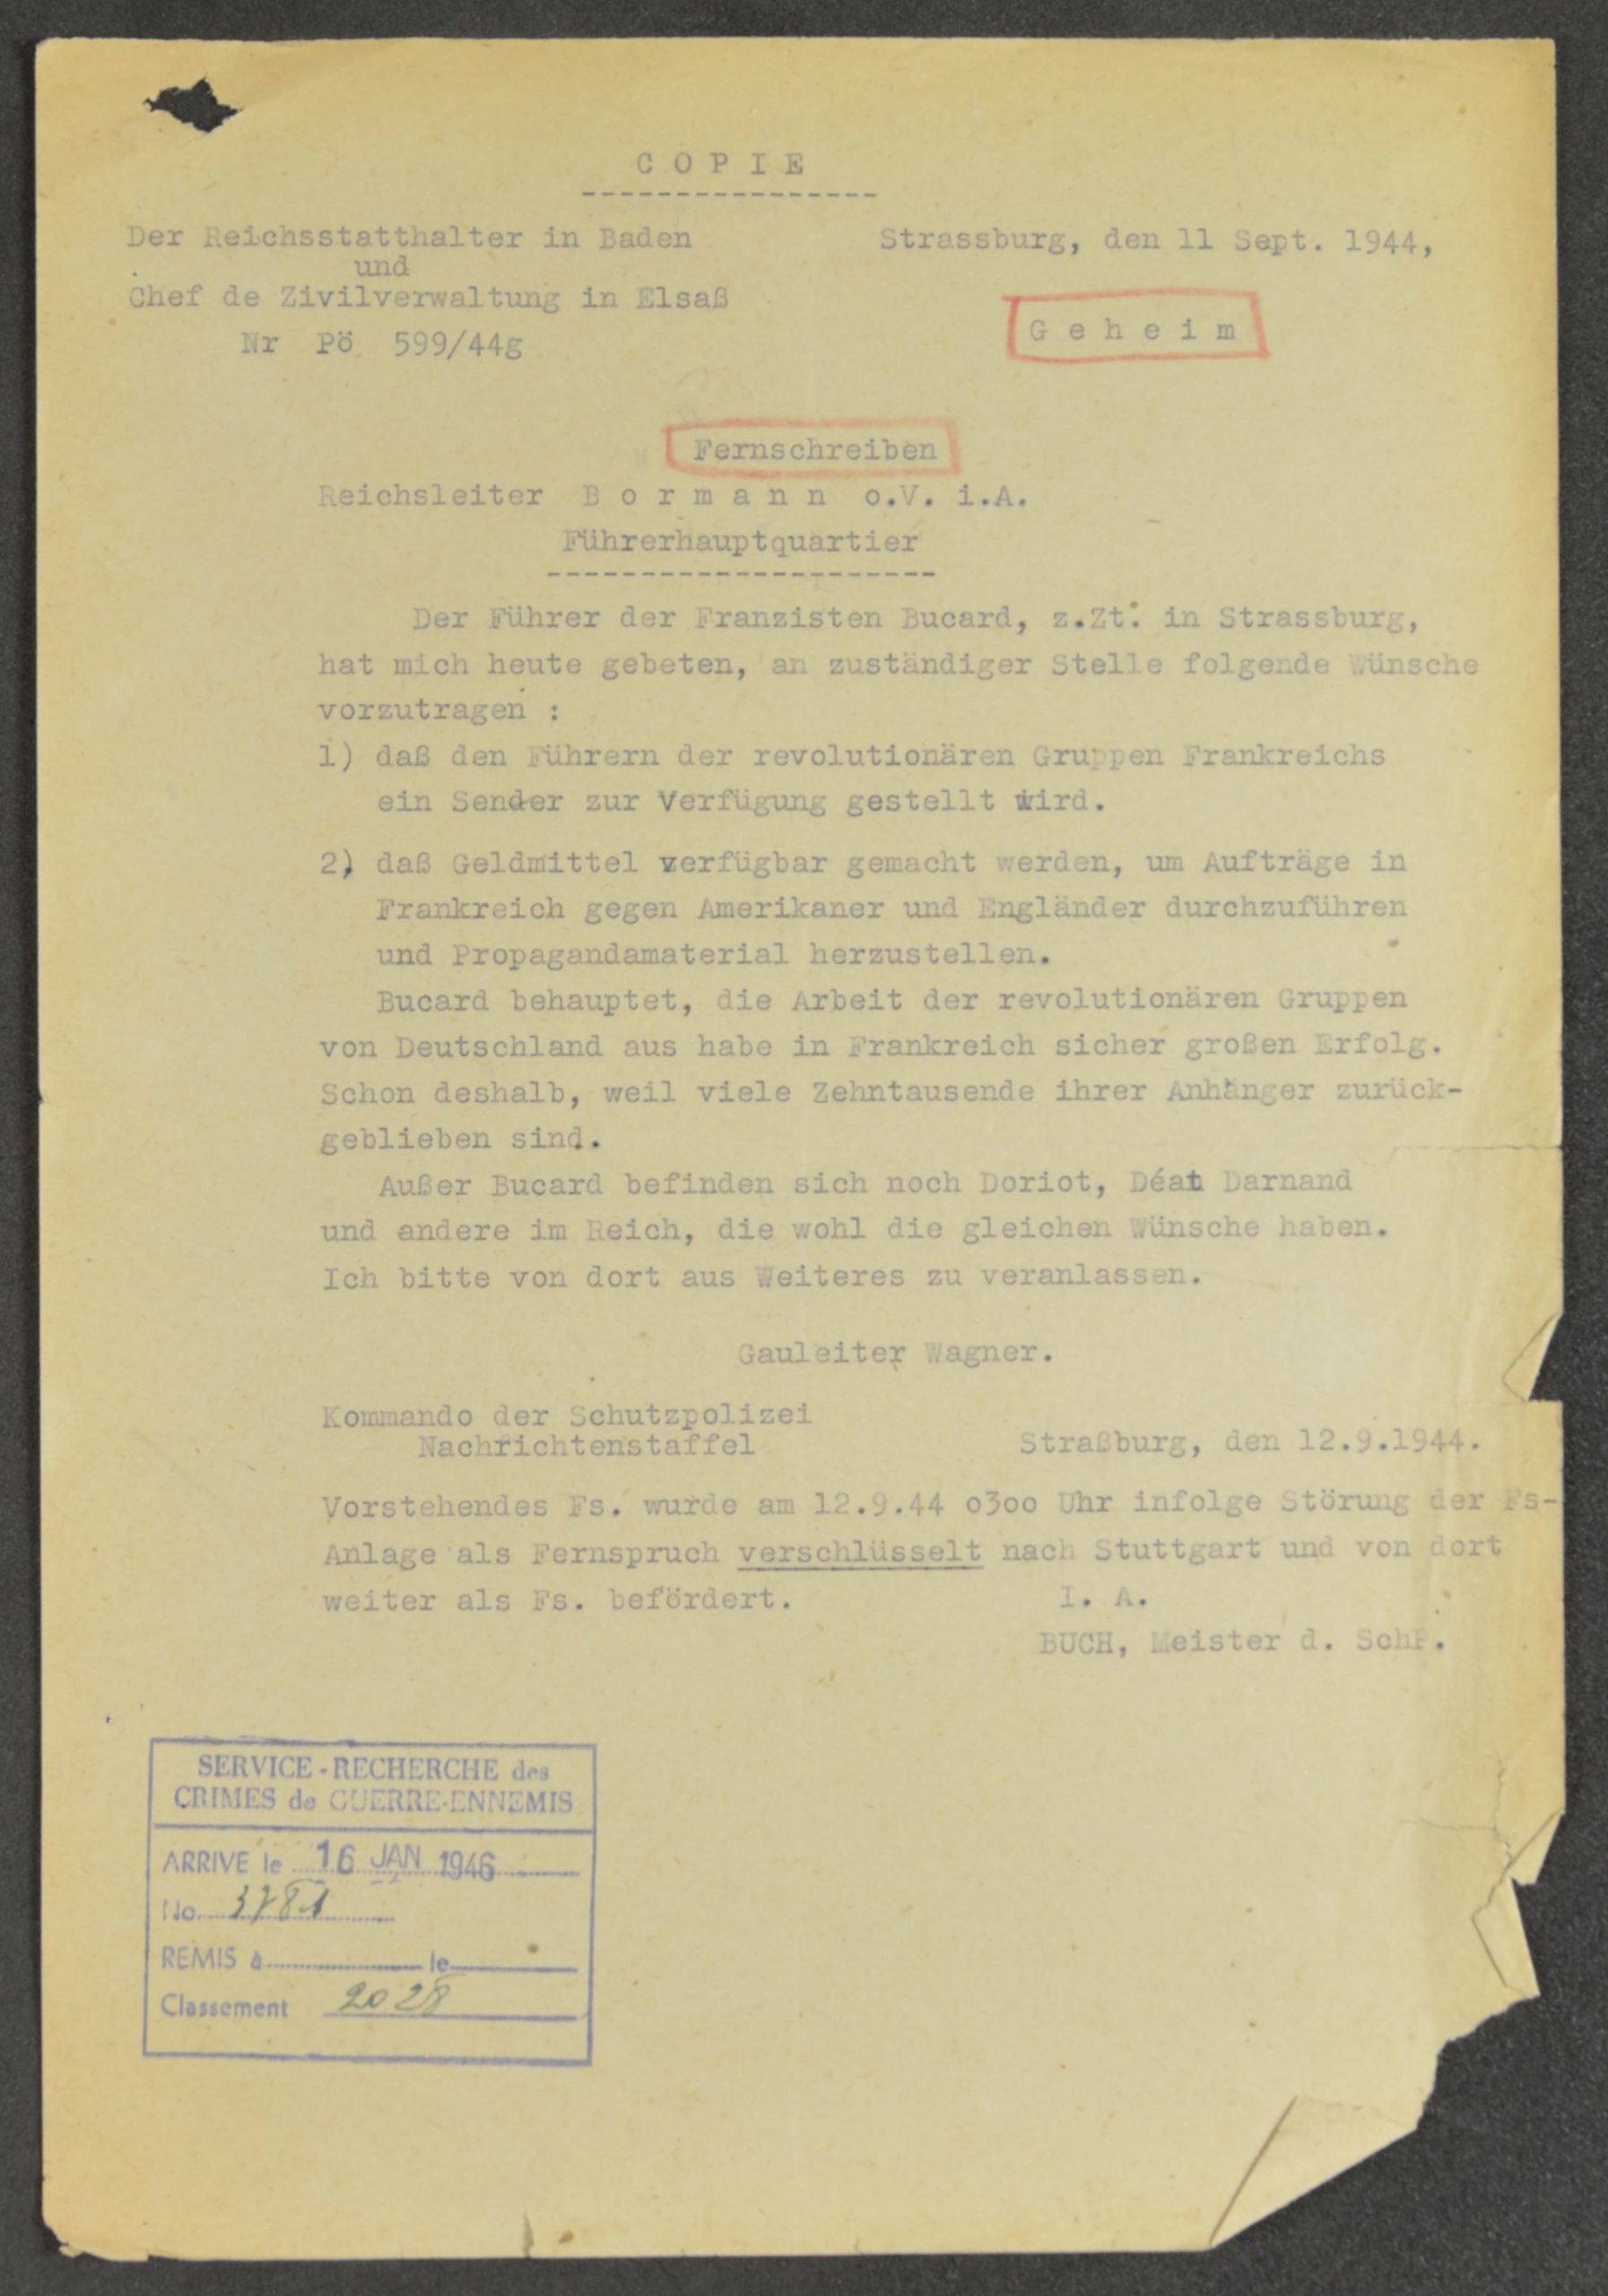 COPIE
Der Reichsstatthalter in Baden
und
Chef de Zivilverwaltung in Elsaß
Nr Pö 599/44g
Strassburg, den 11 Sept. 1944,
Geheim
Fernschreiben
Reichsleiter Bormann o.V. i.A.
Führerhauptquartier
Der Führer der Franzisten Bucard, z.Zt. in Strassburg,
hat mich heute gebeten, an zuständiger Stelle folgende Wünsche
vorzutragen :
1) daß den Führern der revolutionären Gruppen Frankreichs
ein Sender zur Verfügung gestellt wird.
2) daß Geldmittel verfügbar gemacht werden, um Aufträge in
Frankreich gegen Amerikaner und Engländer durchzuführen
und Propagandamaterial herzustellen.
Bucard behauptet, die Arbeit der revolutionären Gruppen
von Deutschland aus habe in Frankreich sicher großen Erfolg.
Schon deshalb, weil viele Zehntausende ihrer Anhänger zurück-
geblieben sind.
Außer Bucard befinden sich noch Doriot, Déat Darnand
und andere im Reich, die wohl die gleichen Wünsche haben.
Ich bitte von dort aus Weiteres zu veranlassen.
Gauleiter Wagner.
Kommando der Schutzpolizei
Nachrichtenstaffel
Straßburg, den 12.9.1944.
Vorstehendes Fs. wurde am 12.9.44 o3oo Uhr infolge Störung der Fs-
Anlage als Fernspruch verschlüsselt nach Stuttgart und von dort
weiter als Fs. befördert.
I. A.
BUCH, Meister d. SchP.
SERVICE-RECHERCHE des
CRIMES de GUERRE-ENNEMIS
ARRIVÉ le 16 JAN 1946
No. 3781
REMIS à le
Classement 2028